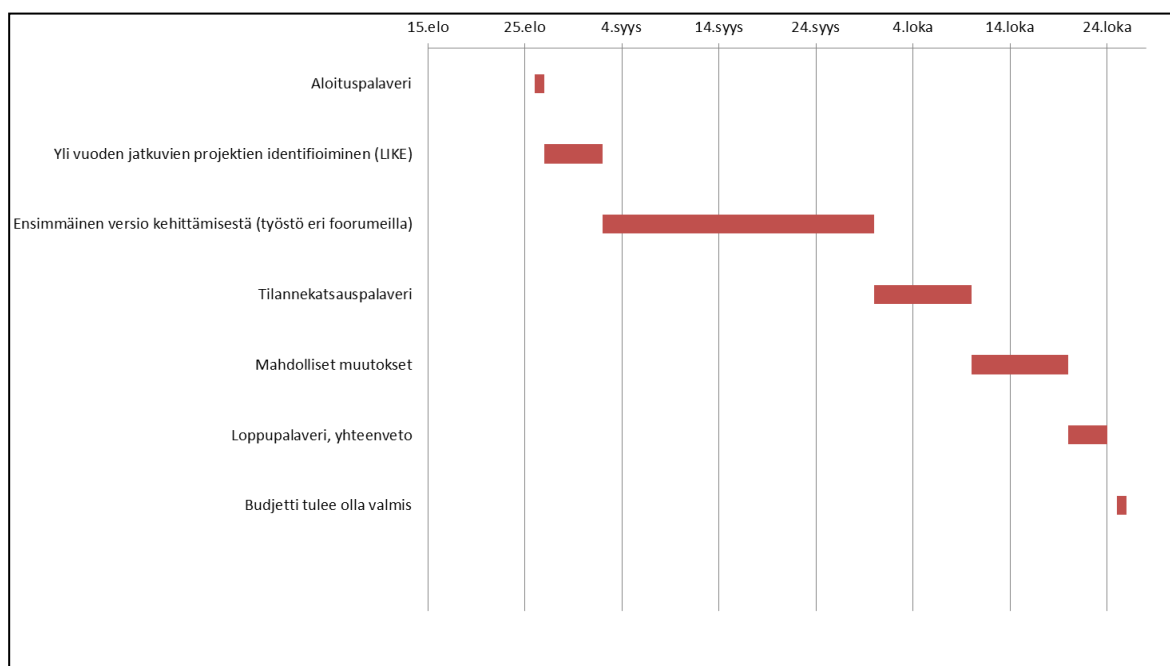 15.elo 25.elo 4.syys 14.syys 24.syys 4.loka 14.loka 24.loka
Aloituspalaveri
Yli vuoden jatkuvien projektien identifioiminen (LIKE)
Ensimmäinen versio kehittämisestä (työstö eri foorumeilla)
Tilannekatsauspalaveri
Mahdolliset muutokset
Loppupalaveri, yhteenveto
Budjetti tulee olla valmis